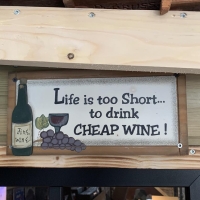 Life is too Short...
to drink
CHEAP WINE !